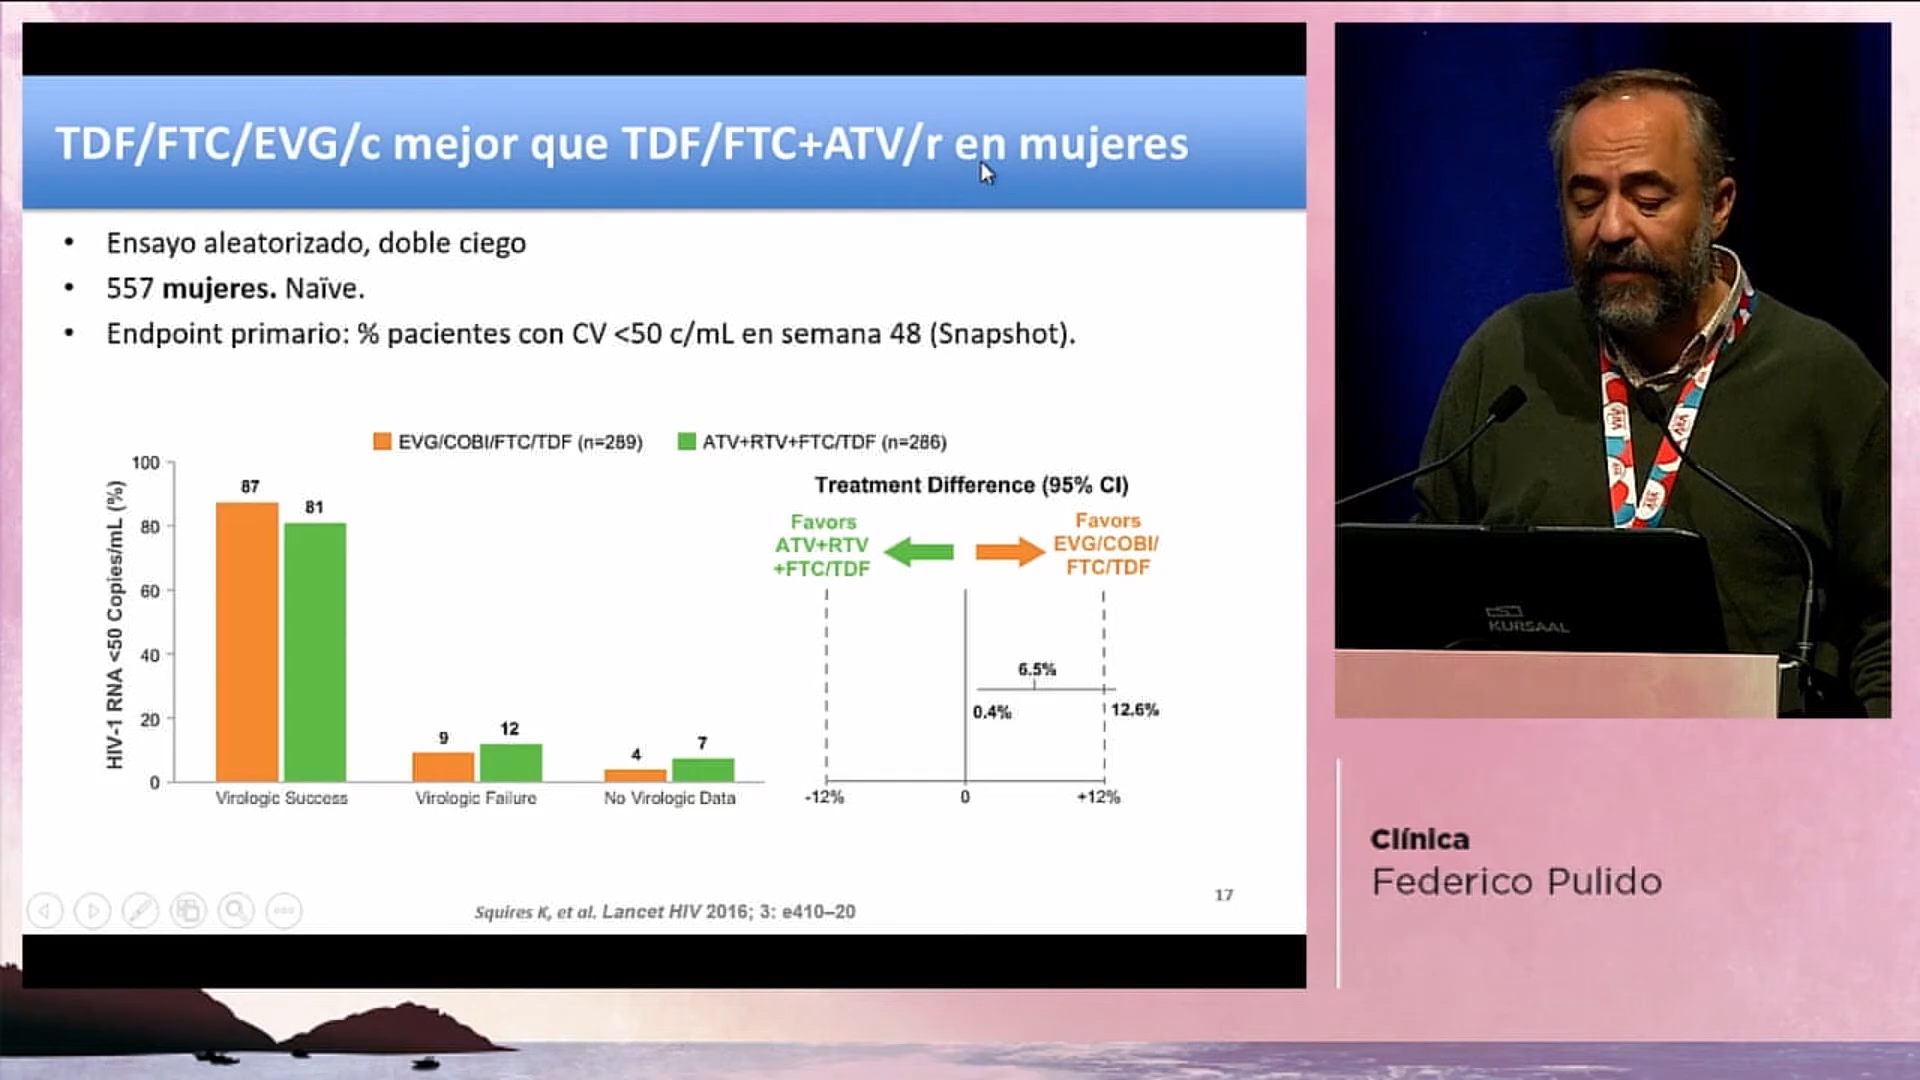 TDF/FTC/EVG/c mejor que TDF/FTC+ATV/r en mujeres
• Ensayo aleatorizado, doble ciego
• 557 mujeres. Naïve.
• Endpoint primario: % pacientes con CV <50 c/mL en semana 48 (Snapshot).
EVG/COBI/FTC/TDF (n=289)
ATV+RTV+FTC/TDF (n=286)
HIV-1 RNA <50 Copies/mL (%)
100
80
60
40
20
0
87
81
9
12
4
7
Virologic Success
Virologic Failure
No Virologic Data
Treatment Difference (95% CI)
Favors
ATV+RTV
+FTC/TDF
Favors
EVG/COBI/
FTC/TDF
6.5%
0.4%
12.6%
-12%
0
+12%
Squires K, et al. Lancet HIV 2016; 3: e410–20
17
KURSAAL
Clínica
Federico Pulido